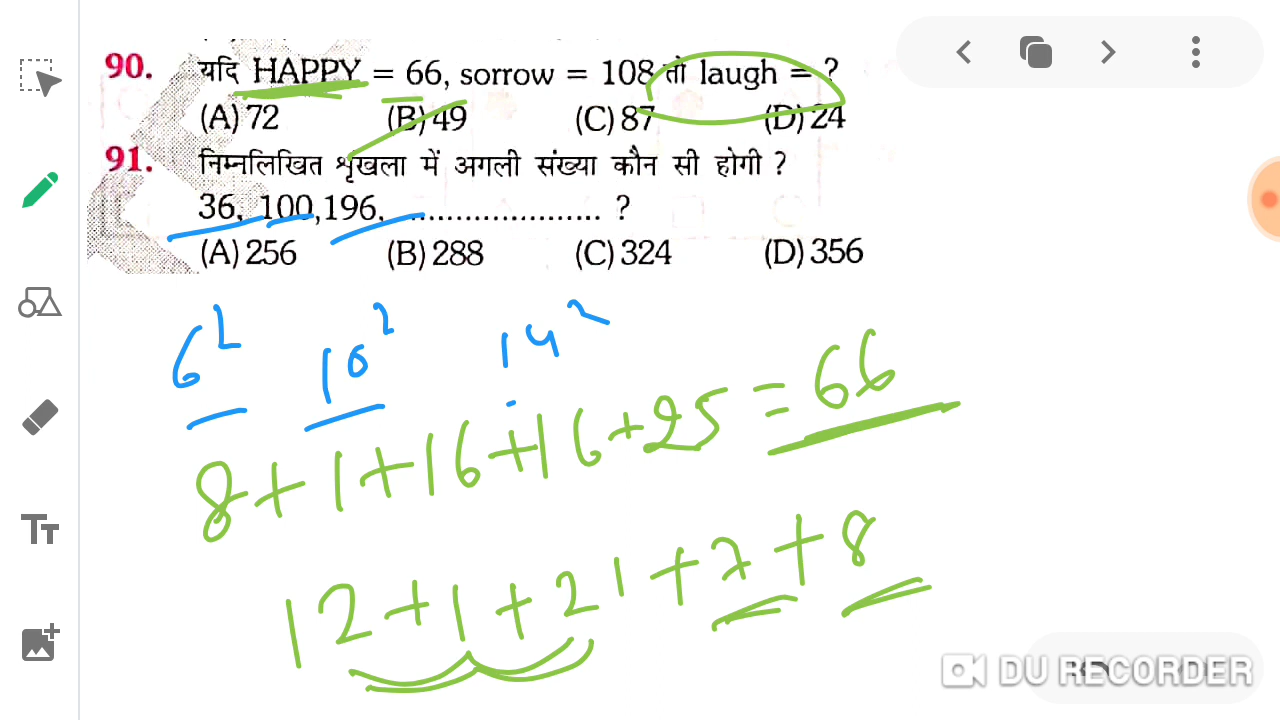 90. यदि HAPPY = 66, sorrow = 108 तो laugh = ?
(A) 72 (B) 49 (C) 87 (D) 24
91. निम्नलिखित शृंखला में अगली संख्या कौन सी होगी ?
36, 100,196, ...................... ?
(A) 256 (B) 288 (C) 324 (D) 356
6² 10² 14²
8+1+16+16+25=66
12+1+21+7+8
TT
DU RECORDER